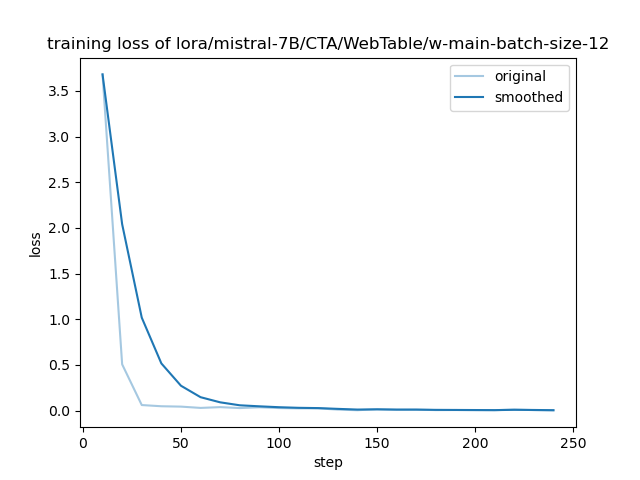 training loss of lora/mistral-7B/CTA/WebTable/w-main-batch-size-12
original
smoothed
3.5
3.0
2.5
2.0
1.5
1.0
0.5
0.0
loss
0 50 100 150 200 250
step